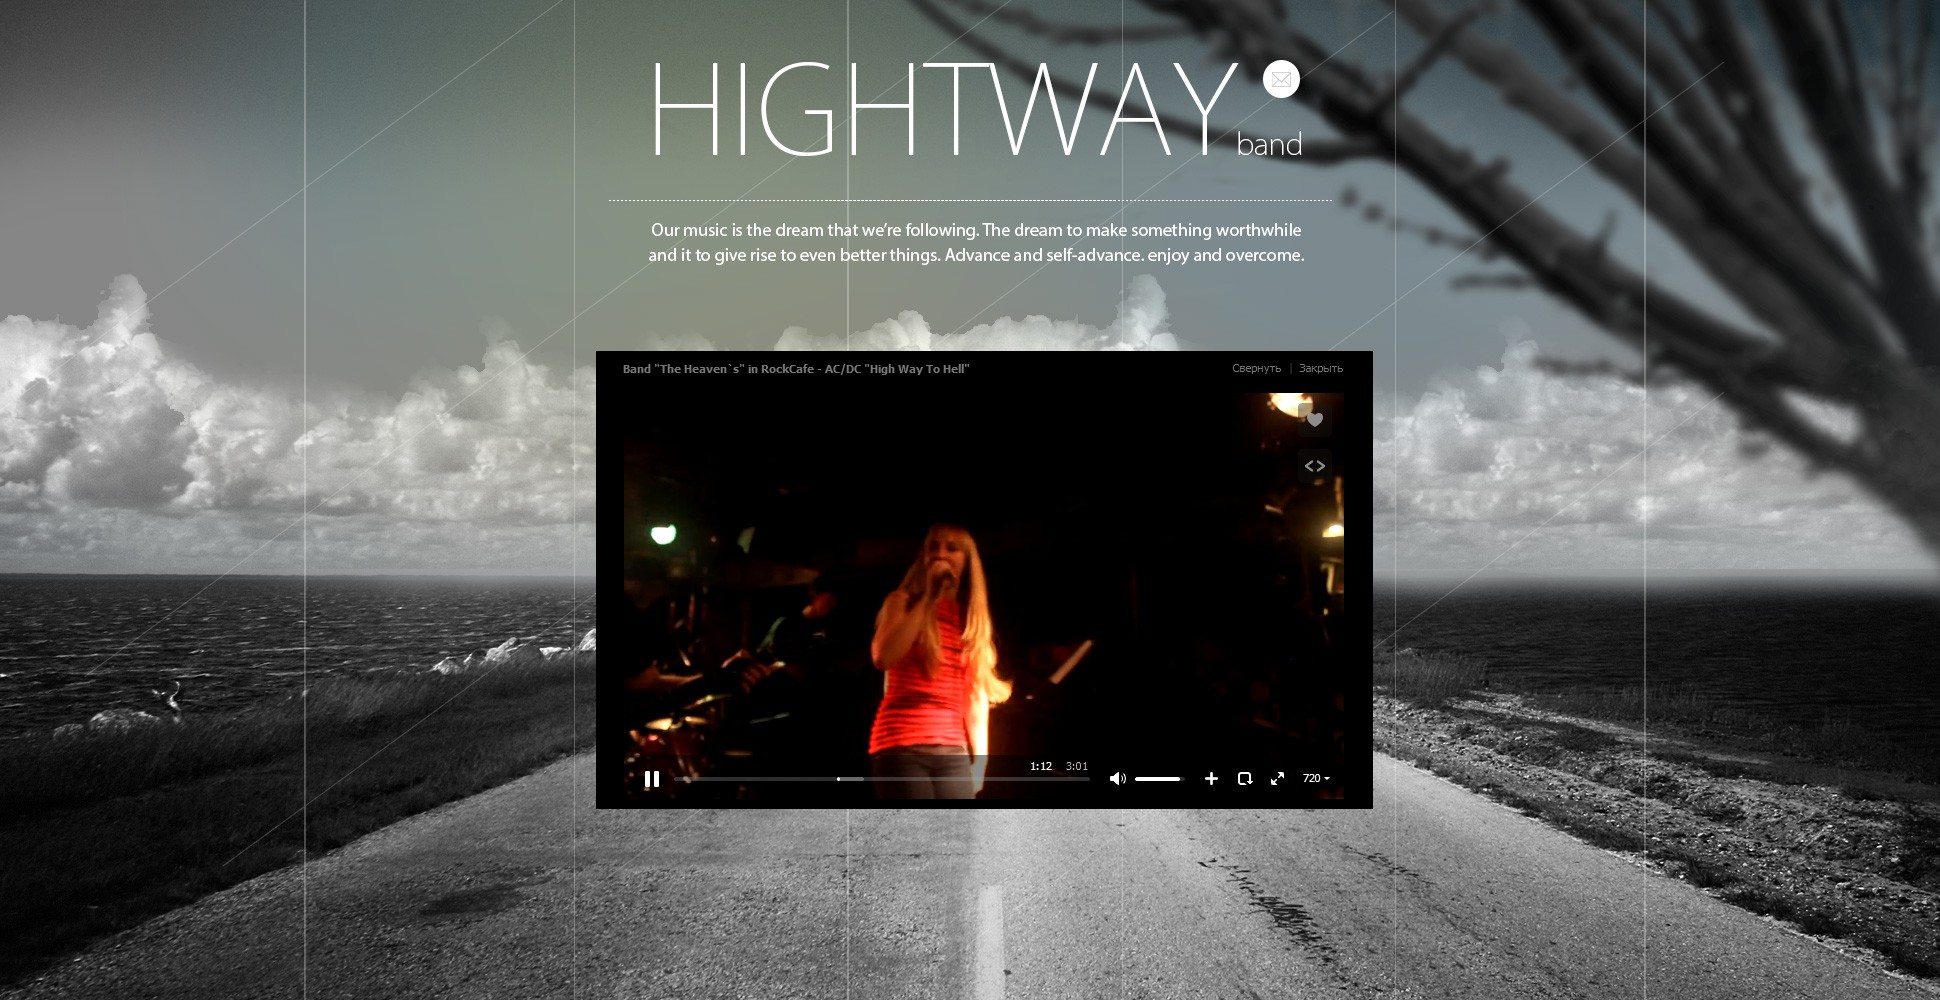 HIGHTWAY
band
Our music is the dream that we’re following. The dream to make something worthwhile
and it to give rise to even better things. Advance and self-advance. enjoy and overcome.
Band "The Heaven`s" in RockCafe - AC/DC "High Way To Hell"
Свернуть | Закрыть
1:12 3:01
720